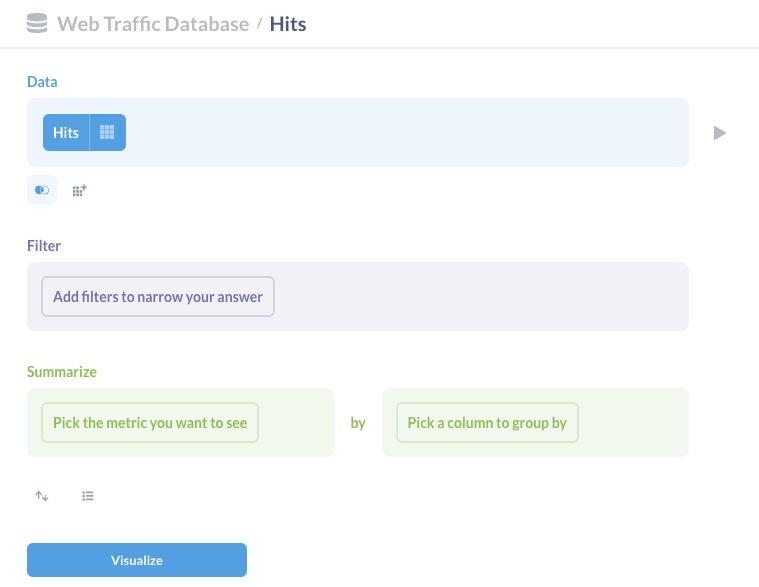 Web Traffic Database / Hits
Data
Hits
Filter
Add filters to narrow your answer
Summarize
Pick the metric you want to see by Pick a column to group by
Visualize